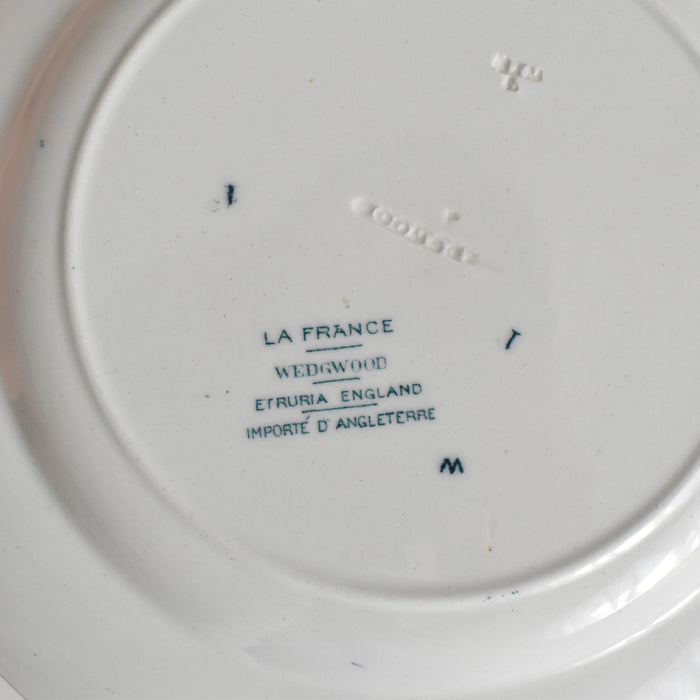 LA FRANCE
WEDGWOOD
ETRURIA ENGLAND
IMPORTÉ D'ANGLETERRE
M